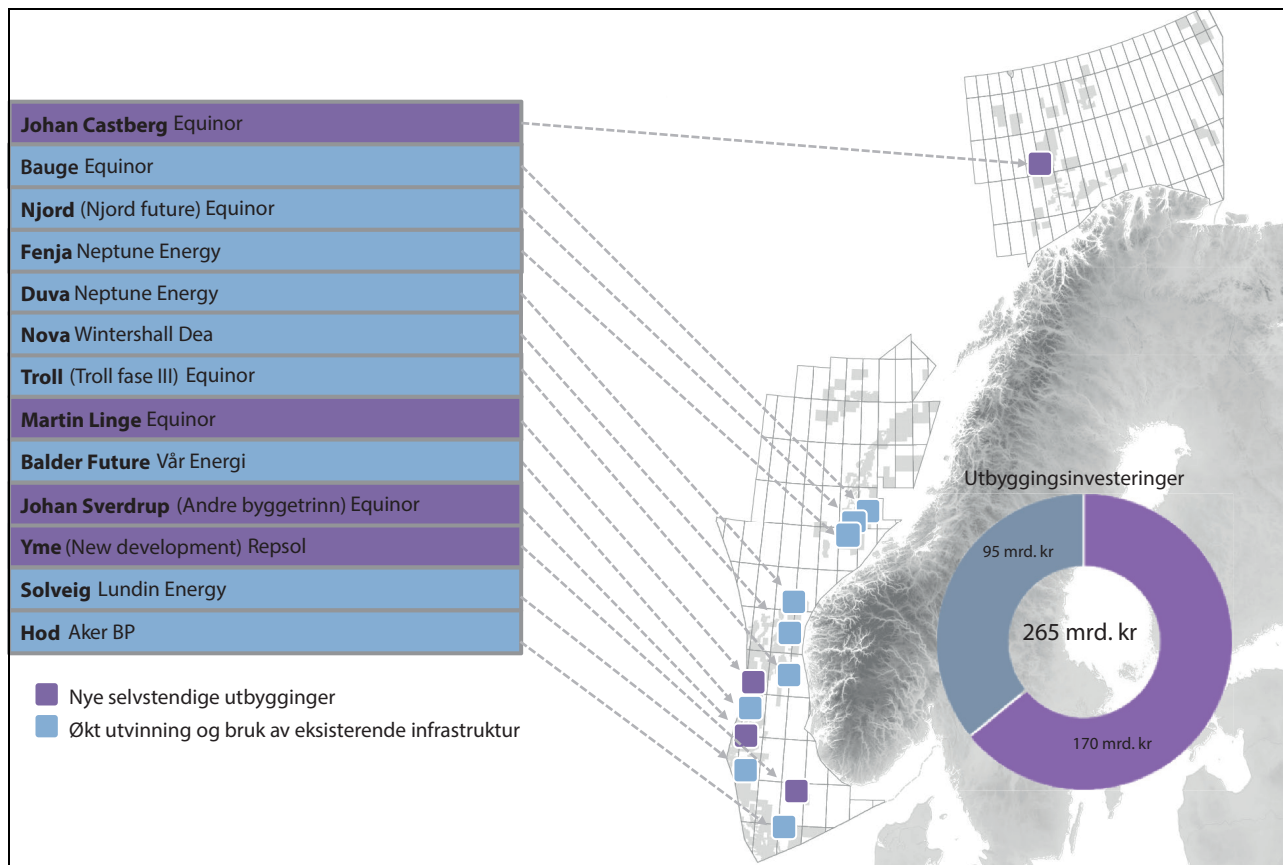 Johan Castberg Equinor
Bauge Equinor
Njord (Njord future) Equinor
Fenja Neptune Energy
Duva Neptune Energy
Nova Wintershall Dea
Troll (Troll fase III) Equinor
Martin Linge Equinor
Balder Future Vår Energi
Johan Sverdrup (Andre byggetrinn) Equinor
Yme (New development) Repsol
Solveig Lundin Energy
Hod Aker BP
Nye selvstendige utbygginger
Økt utvinning og bruk av eksisterende infrastruktur
Utbyggingsinvesteringer
95 mrd. kr
265 mrd. kr
170 mrd. kr